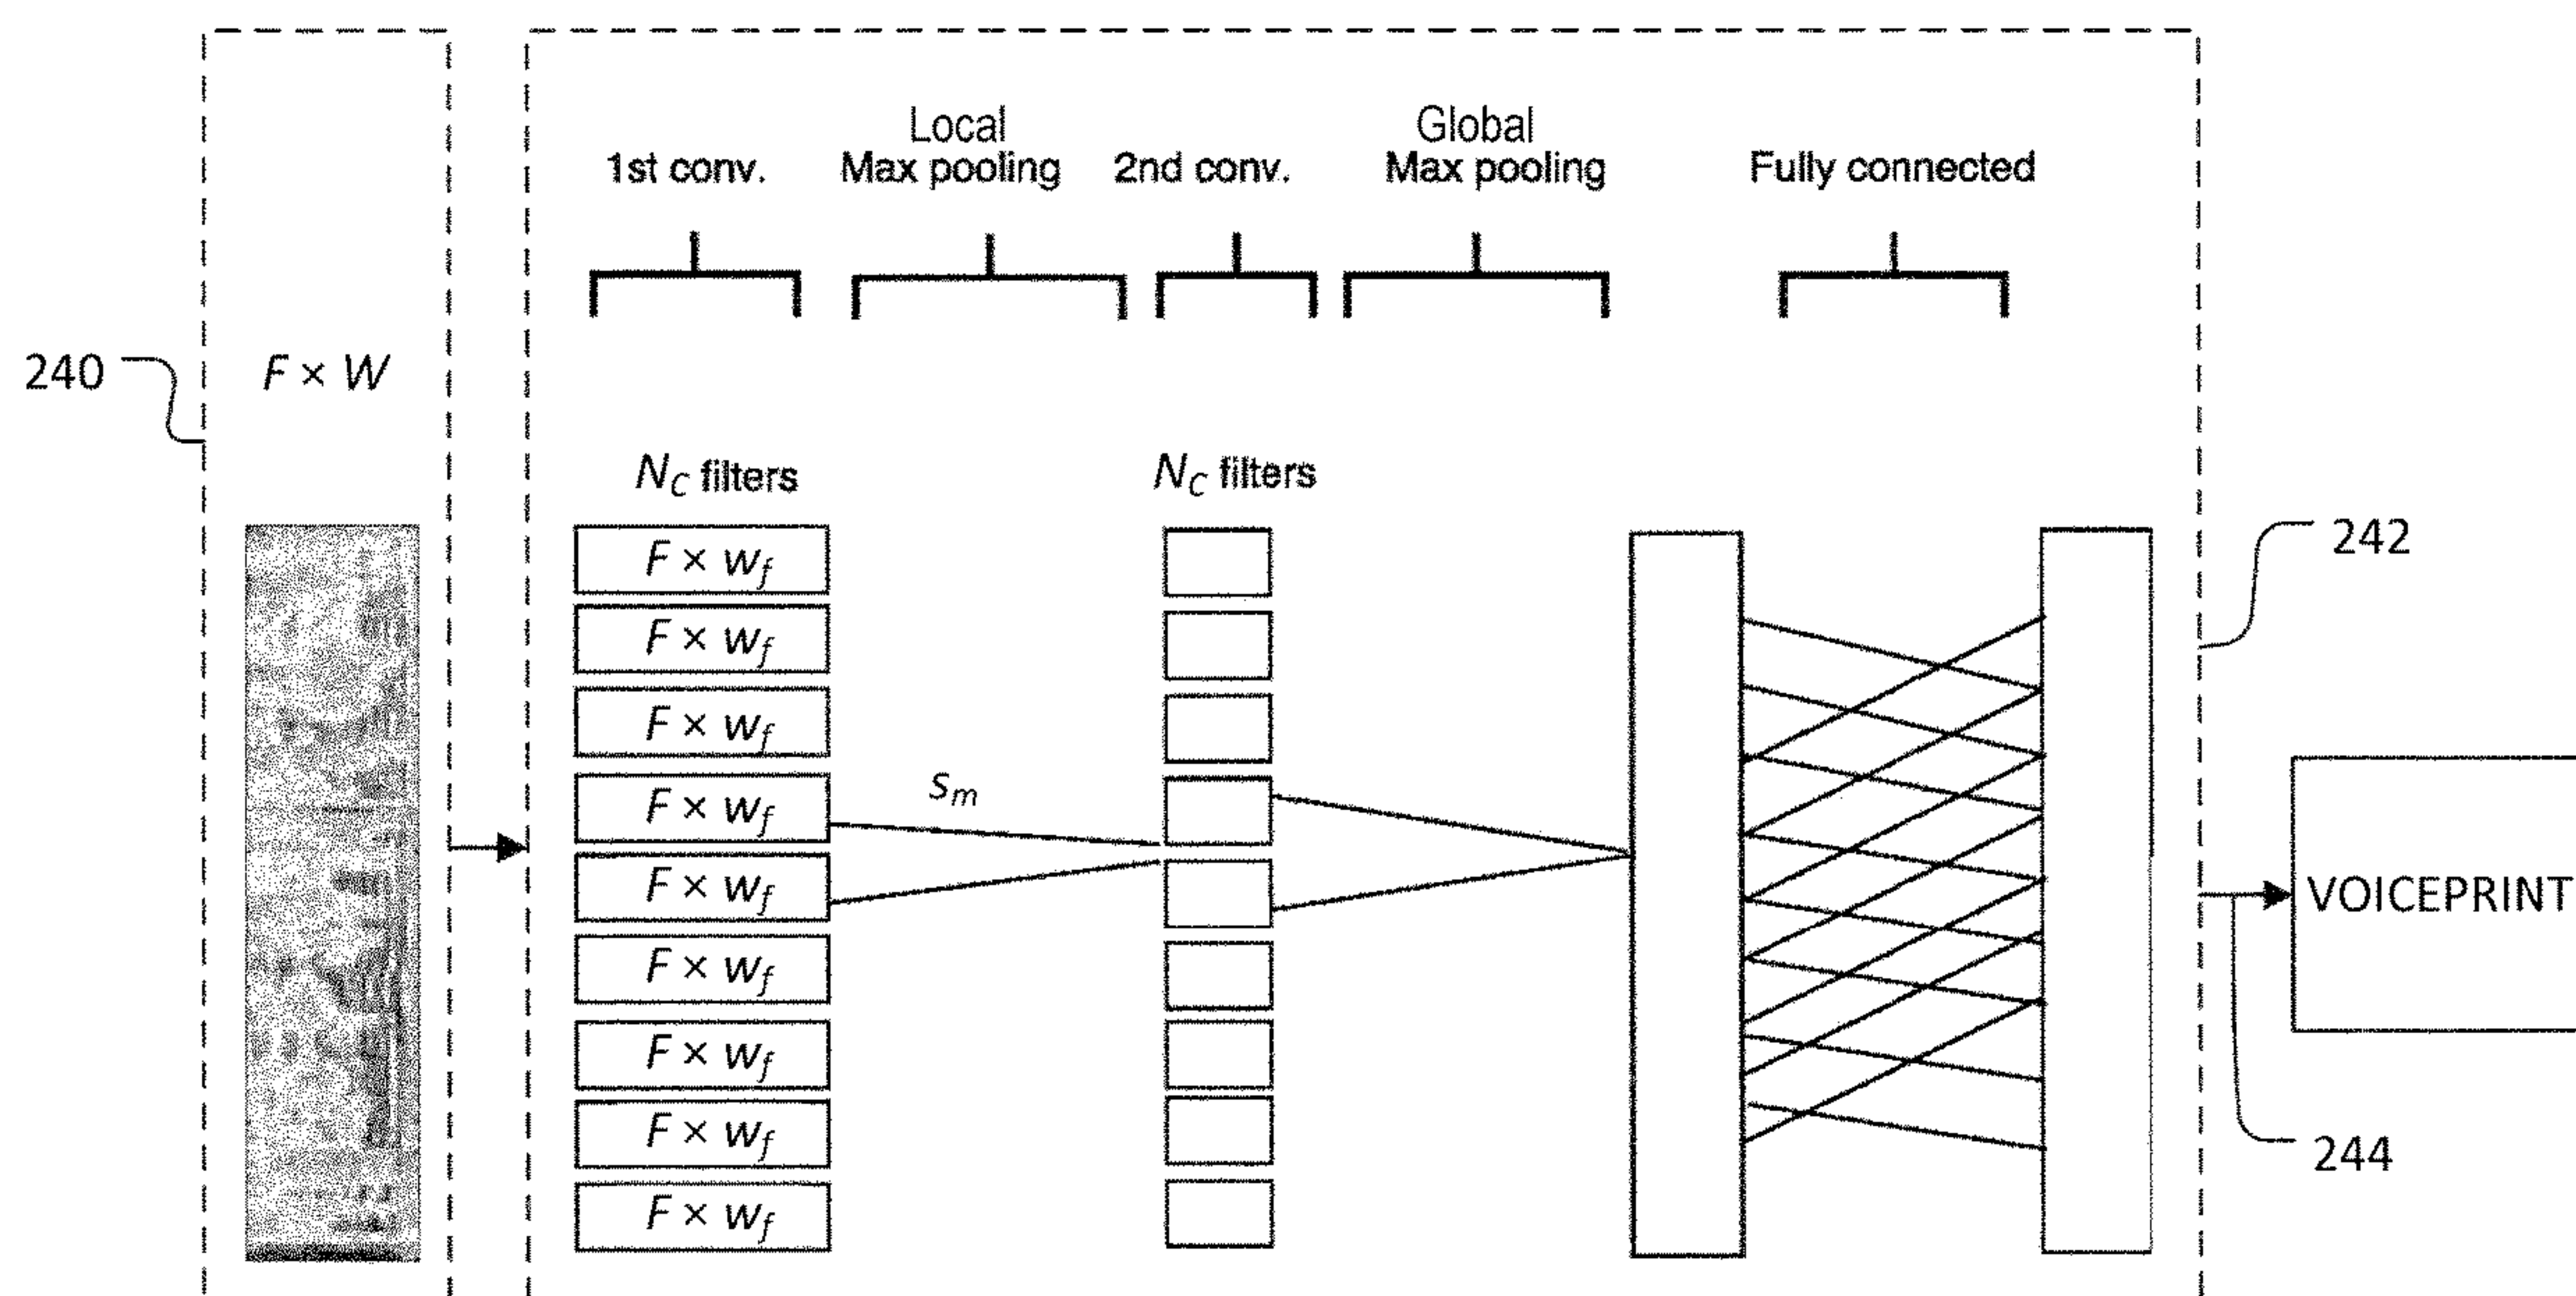 Local
Global
1st conv.
Max pooling
2nd conv.
Max pooling
Fully connected
240
F × W
N_C filters
N_C filters
242
F × w_f
F × w_f
F × w_f
s_m
F × w_f
F × w_f
VOICEPRINT
F × w_f
F × w_f
F × w_f
244
F × w_f